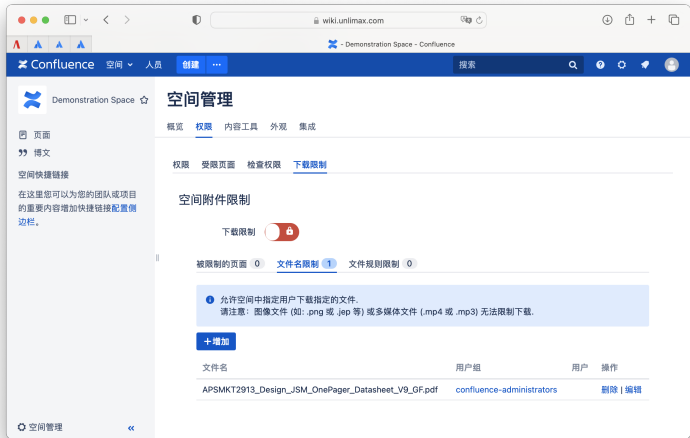 wiki.unlimax.com
- Demonstration Space - Confluence
Confluence 空间 人员 创建 ··· 搜索
Demonstration Space
页面
博文
空间快捷链接
在这里您可以为您的团队或项目
的重要内容增加快捷链接配置侧
边栏。
空间管理
概览 权限 内容工具 外观 集成
权限 受限页面 检查权限 下载限制
空间附件限制
下载限制
被限制的页面 0 文件名限制 1 文件规则限制 0
允许空间中指定用户下载指定的文件.
请注意：图像文件 (如: .png 或 .jep 等) 或多媒体文件 (.mp4 或 .mp3) 无法限制下载.
+增加
文件名 用户组 用户 操作
APSMKT2913_Design_JSM_OnePager_Datasheet_V9_GF.pdf confluence-administrators 删除 | 编辑
空间管理 «